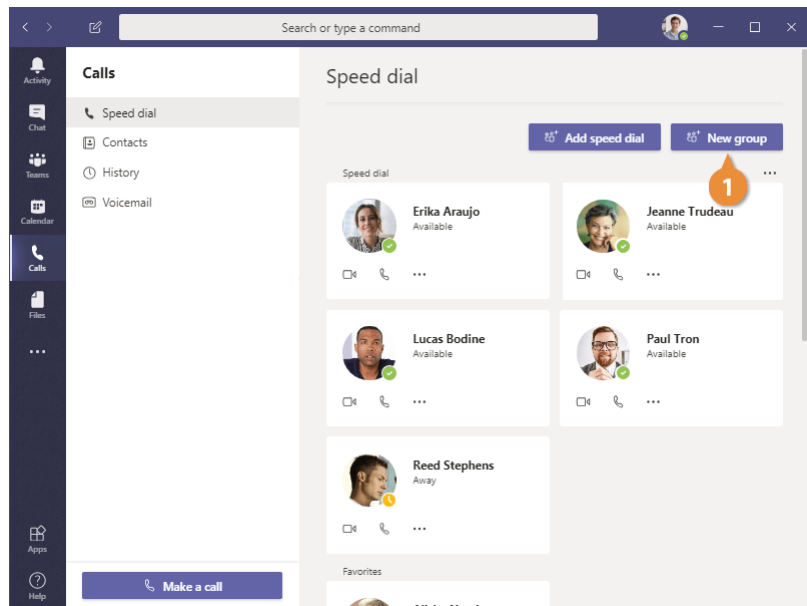 Search or type a command
Activity
Chat
Teams
Calendar
Calls
Files
Apps
Help
Calls
Speed dial
Contacts
History
Voicemail
Make a call
Speed dial
Add speed dial
New group
1
Speed dial
Erika Araujo
Available
Jeanne Trudeau
Available
Lucas Bodine
Available
Paul Tron
Available
Reed Stephens
Away
Favorites